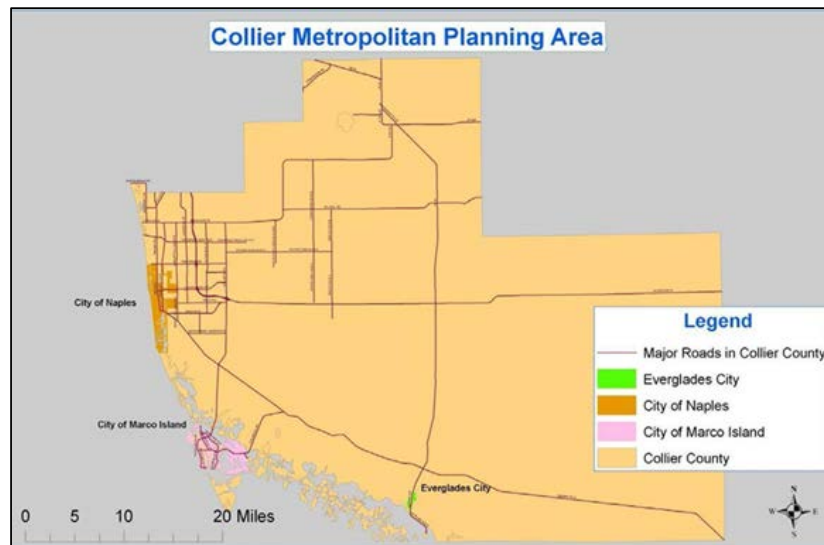 Collier Metropolitan Planning Area
City of Naples
City of Marco Island
Everglades City
Legend
Major Roads in Collier County
Everglades City
City of Naples
City of Marco Island
Collier County
0 5 10 20 Miles
N
W E
S